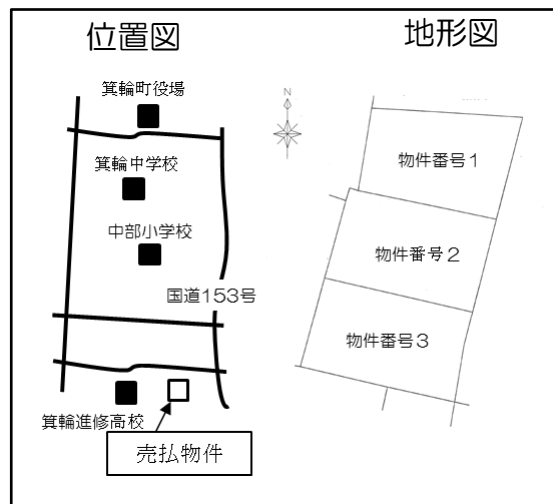 位置図
箕輪町役場
箕輪中学校
中部小学校
国道153号
箕輪進修高校
売払物件
地形図
N
物件番号1
物件番号2
物件番号3